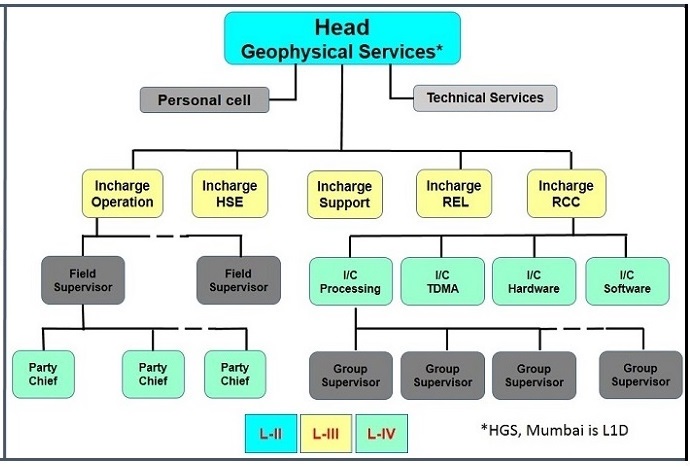 Head
Geophysical Services*
Personal cell
Technical Services
Incharge
Operation
Incharge
HSE
Incharge
Support
Incharge
REL
Incharge
RCC
Field
Supervisor
Field
Supervisor
I/C
Processing
I/C
TDMA
I/C
Hardware
I/C
Software
Party
Chief
Party
Chief
Party
Chief
Group
Supervisor
Group
Supervisor
Group
Supervisor
Group
Supervisor
L-II
L-III
L-IV
*HGS, Mumbai is L1D